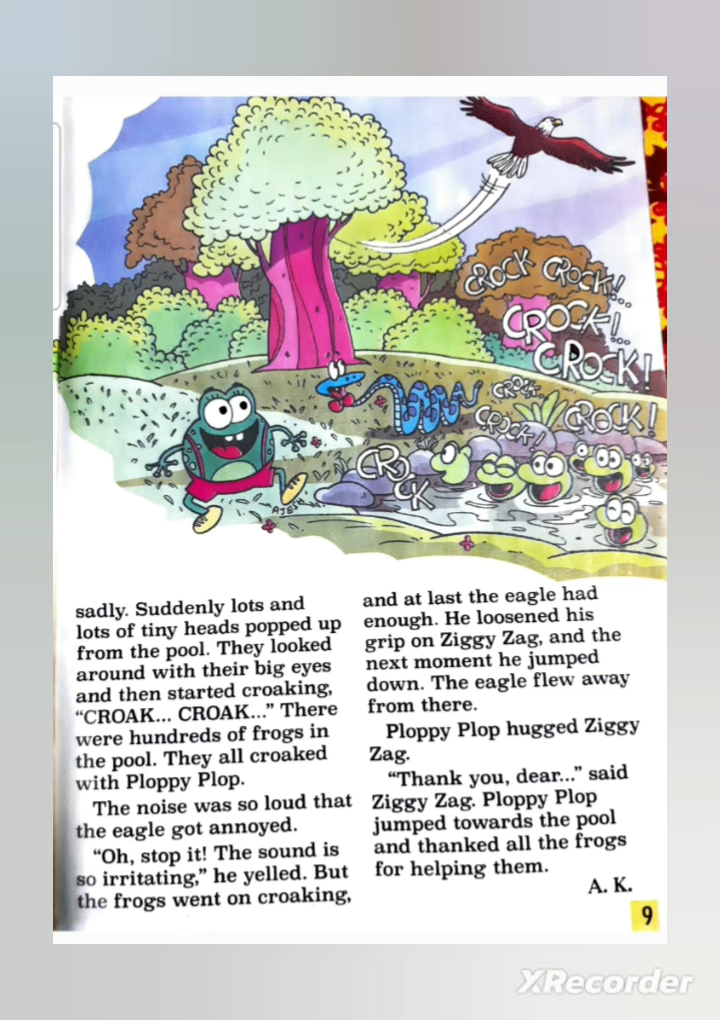 CROCK CROCK!..
CROCK!...
CROCK!
CROCK..
CROCK!
CROCK!
CROCK
AJETH
sadly. Suddenly lots and
lots of tiny heads popped up
from the pool. They looked
around with their big eyes
and then started croaking,
“CROAK... CROAK...” There
were hundreds of frogs in
the pool. They all croaked
with Ploppy Plop.
The noise was so loud that
the eagle got annoyed.
“Oh, stop it! The sound is
so irritating,” he yelled. But
the frogs went on croaking,
and at last the eagle had
enough. He loosened his
grip on Ziggy Zag, and the
next moment he jumped
down. The eagle flew away
from there.
Ploppy Plop hugged Ziggy
Zag.
“Thank you, dear...” said
Ziggy Zag. Ploppy Plop
jumped towards the pool
and thanked all the frogs
for helping them.
A. K.
9
XRecorder